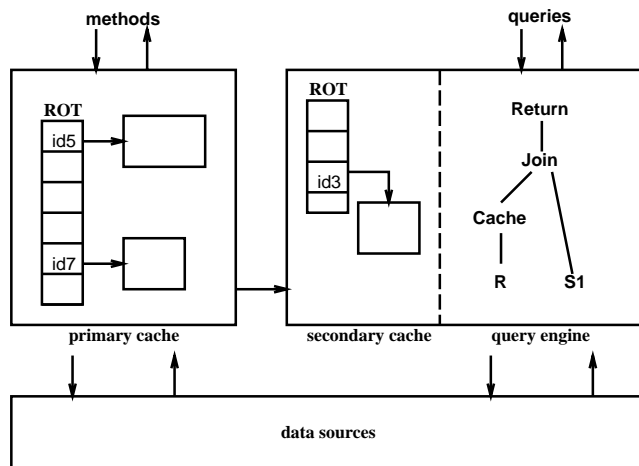 methods
queries
ROT
id5
id7
ROT
id3
Return
Join
Cache
R
S1
primary cache
secondary cache
query engine
data sources